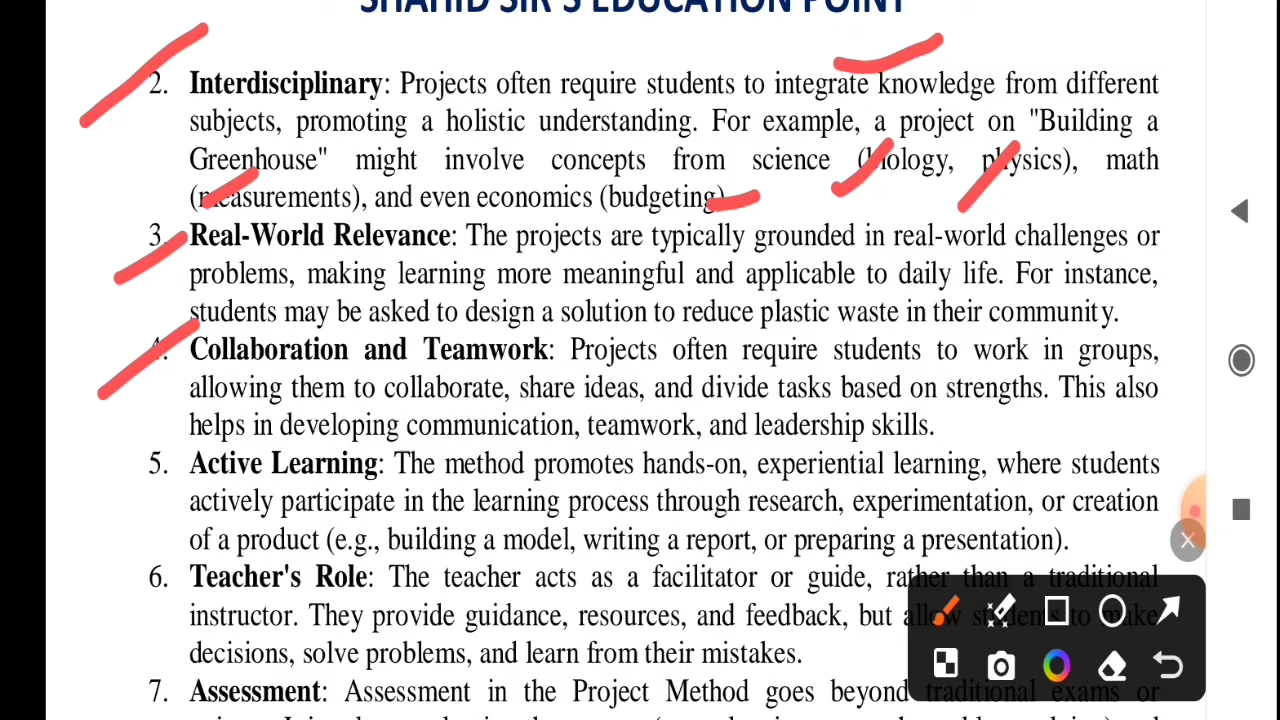 SHAHID SIR'S EDUCATION POINT
2. Interdisciplinary: Projects often require students to integrate knowledge from different
subjects, promoting a holistic understanding. For example, a project on "Building a
Greenhouse" might involve concepts from science (biology, physics), math
(measurements), and even economics (budgeting)
3. Real-World Relevance: The projects are typically grounded in real-world challenges or
problems, making learning more meaningful and applicable to daily life. For instance,
students may be asked to design a solution to reduce plastic waste in their community.
4. Collaboration and Teamwork: Projects often require students to work in groups,
allowing them to collaborate, share ideas, and divide tasks based on strengths. This also
helps in developing communication, teamwork, and leadership skills.
5. Active Learning: The method promotes hands-on, experiential learning, where students
actively participate in the learning process through research, experimentation, or creation
of a product (e.g., building a model, writing a report, or preparing a presentation).
6. Teacher's Role: The teacher acts as a facilitator or guide, rather than a traditional
instructor. They provide guidance, resources, and feedback, but allow students to make
decisions, solve problems, and learn from their mistakes.
7. Assessment: Assessment in the Project Method goes beyond traditional exams or